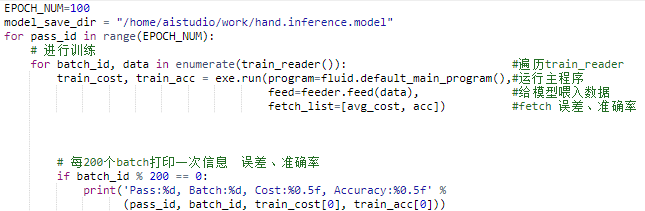 EPOCH_NUM=100
model_save_dir = "/home/aistudio/work/hand.inference.model"
for pass_id in range(EPOCH_NUM):
    # 进行训练
    for batch_id, data in enumerate(train_reader()):                         #遍历train_reader
        train_cost, train_acc = exe.run(program=fluid.default_main_program(),#运行主程序
                                        feed=feeder.feed(data),              #给模型喂入数据
                                        fetch_list=[avg_cost, acc])          #fetch 误差、准确率
        # 每200个batch打印一次信息  误差、准确率
        if batch_id % 200 == 0:
            print('Pass:%d, Batch:%d, Cost:%0.5f, Accuracy:%0.5f' %
                  (pass_id, batch_id, train_cost[0], train_acc[0]))